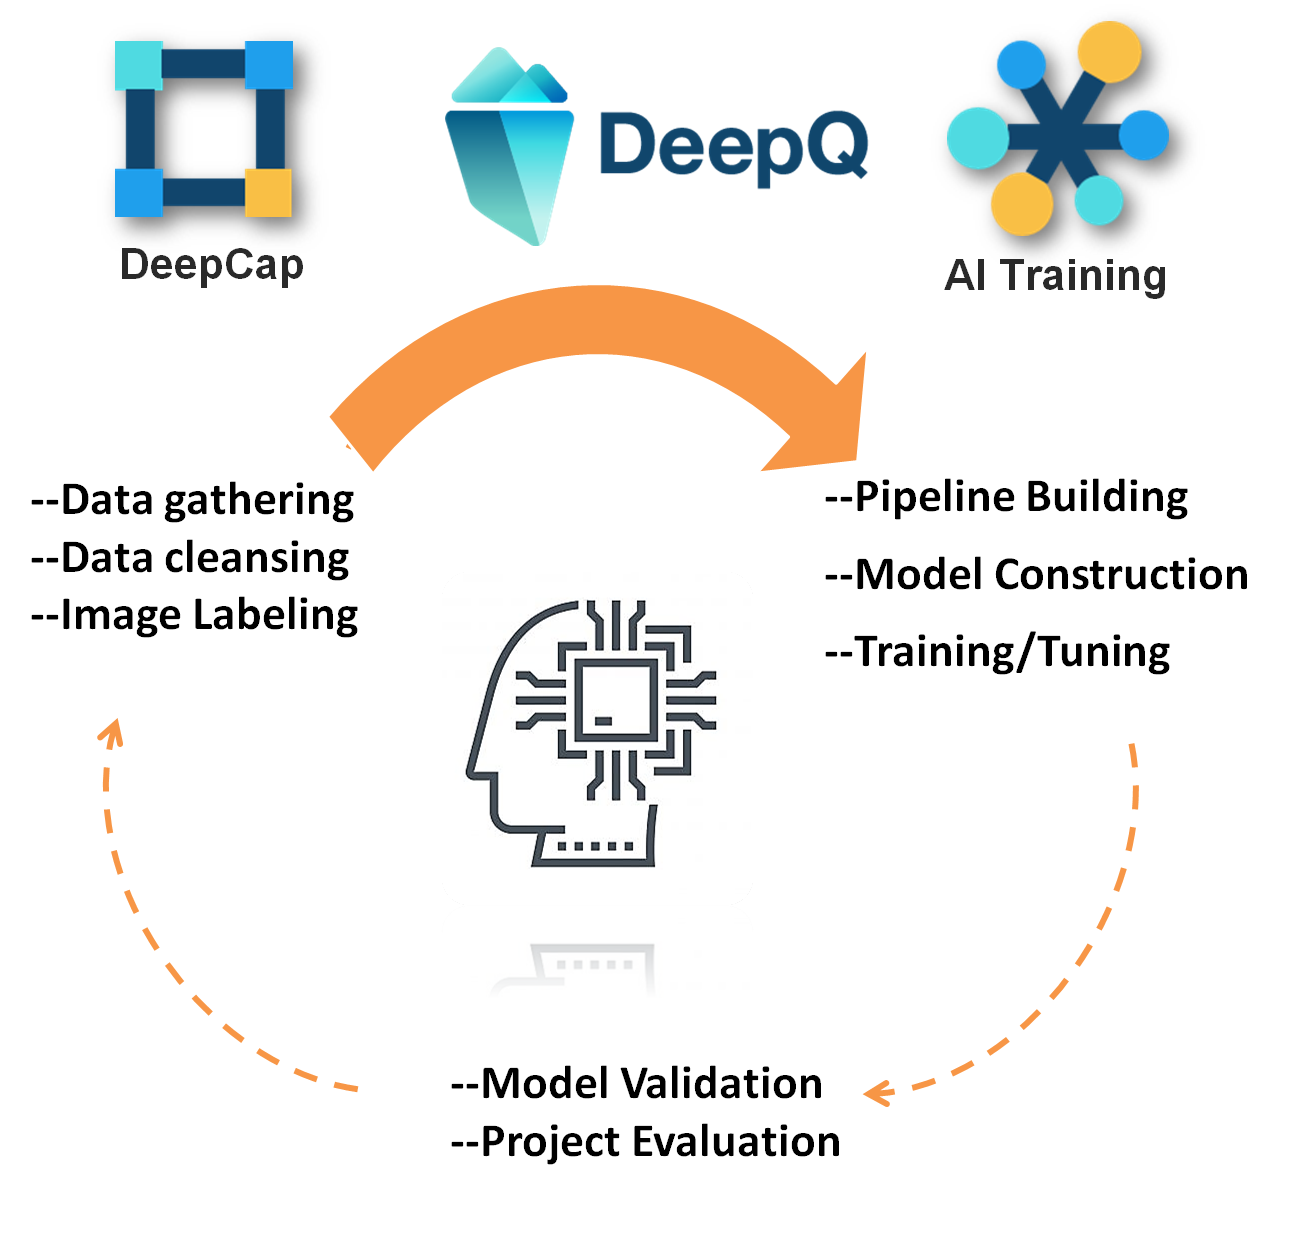 DeepCap
DeepQ
AI Training
--Data gathering
--Data cleansing
--Image Labeling
--Pipeline Building
--Model Construction
--Training/Tuning
--Model Validation
--Project Evaluation